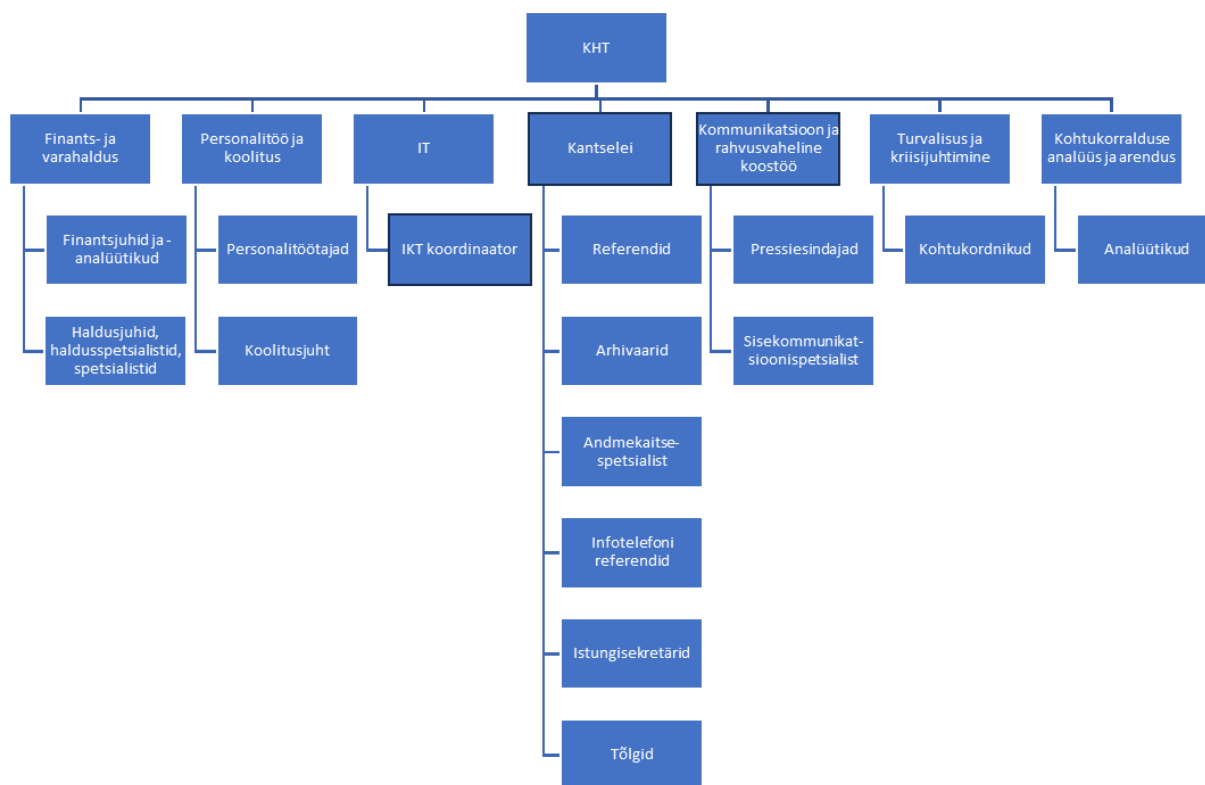 KHT
Finants- ja
varahaldus
Personalitöö ja
koolitus
IT
Kantselei
Kommunikatsioon ja
rahvusvaheline
koostöö
Turvalisus ja
kriisijuhtimine
Kohtukorralduse
analüüs ja arendus
Finantsjuhid ja -
analüütikud
Personalitöötajad
IKT koordinaator
Referendid
Pressiesindajad
Kohtukordnikud
Analüütikud
Haldusjuhid,
haldusspetsialistid,
spetsialistid
Koolitusjuht
Arhivaarid
Sisekommunikat-
sioonispetsialist
Andmekaitse-
spetsialist
Infotelefoni
referendid
Istungisekretärid
Tõlgid